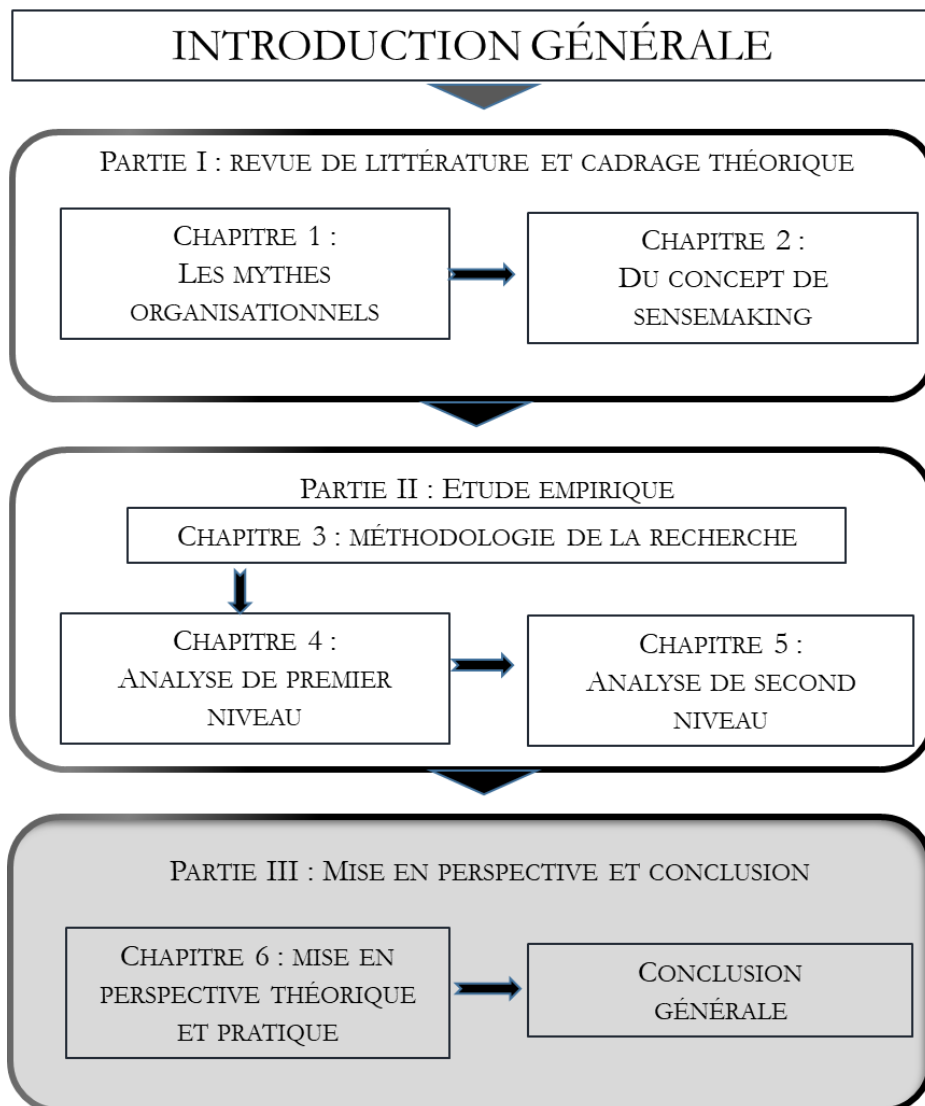 INTRODUCTION GÉNÉRALE
PARTIE I : REVUE DE LITTÉRATURE ET CADRAGE THÉORIQUE
CHAPITRE 1 :
LES MYTHES
ORGANISATIONNELS
CHAPITRE 2 :
DU CONCEPT DE
SENSEMAKING
PARTIE II : ETUDE EMPIRIQUE
CHAPITRE 3 : MÉTHODOLOGIE DE LA RECHERCHE
CHAPITRE 4 :
ANALYSE DE PREMIER
NIVEAU
CHAPITRE 5 :
ANALYSE DE SECOND
NIVEAU
PARTIE III : MISE EN PERSPECTIVE ET CONCLUSION
CHAPITRE 6 : MISE EN
PERSPECTIVE THÉORIQUE
ET PRATIQUE
CONCLUSION
GÉNÉRALE